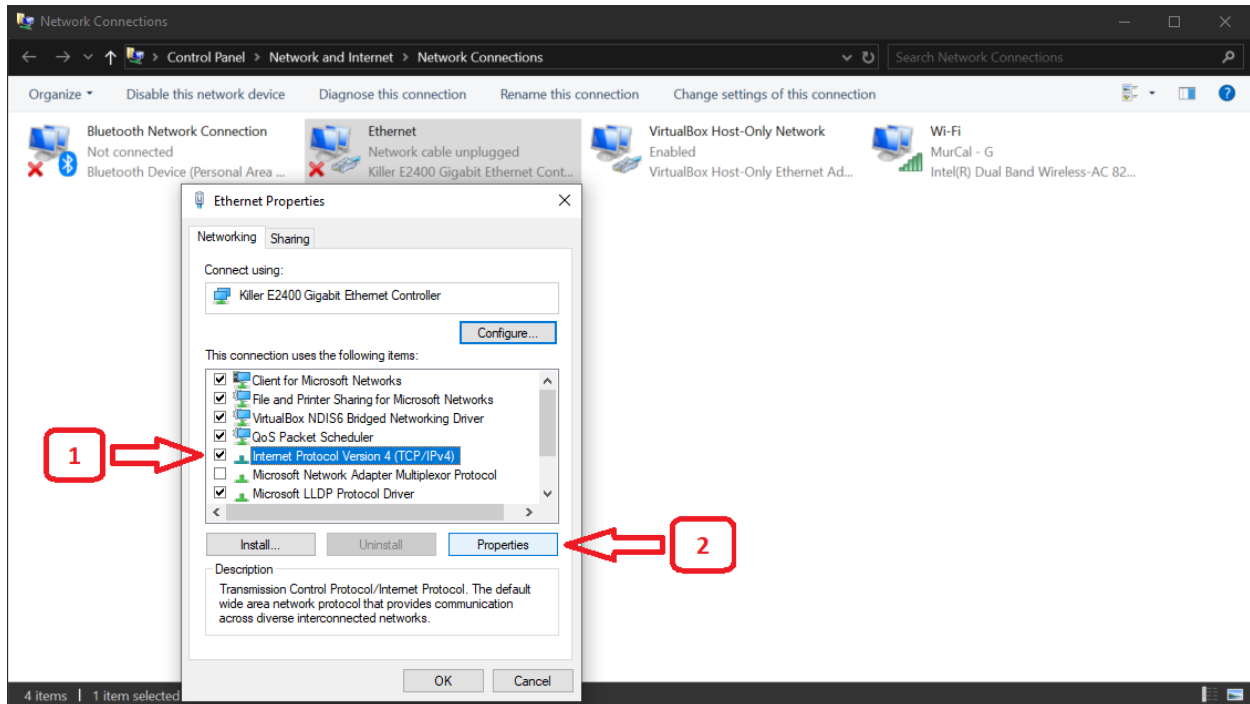 Network Connections
Control Panel > Network and Internet > Network Connections
Search Network Connections
Organize
Disable this network device
Diagnose this connection
Rename this connection
Change settings of this connection
?
Bluetooth Network Connection
Not connected
Bluetooth Device (Personal Area ...
Ethernet
Network cable unplugged
Killer E2400 Gigabit Ethernet Cont...
VirtualBox Host-Only Network
Enabled
VirtualBox Host-Only Ethernet Ad...
Wi-Fi
MurCal - G
Intel(R) Dual Band Wireless-AC 82...
Ethernet Properties
Networking
Sharing
Connect using:
Killer E2400 Gigabit Ethernet Controller
Configure...
This connection uses the following items:
Client for Microsoft Networks
File and Printer Sharing for Microsoft Networks
VirtualBox NDIS6 Bridged Networking Driver
QoS Packet Scheduler
Internet Protocol Version 4 (TCP/IPv4)
Microsoft Network Adapter Multiplexor Protocol
Microsoft LLDP Protocol Driver
1
Install...
Uninstall
Properties
2
Description
Transmission Control Protocol/Internet Protocol. The default
wide area network protocol that provides communication
across diverse interconnected networks.
OK
Cancel
4 items
1 item selected